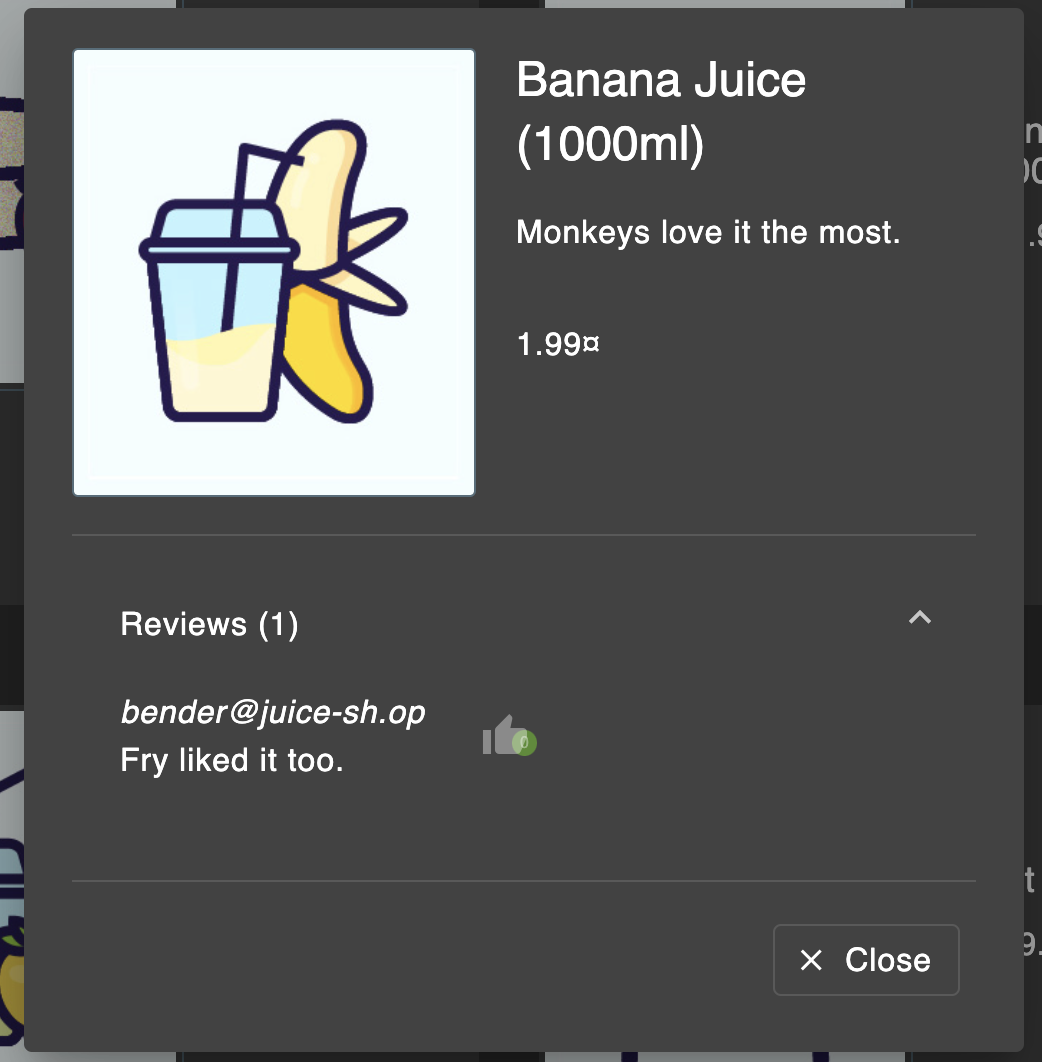 Banana Juice
(1000ml)
Monkeys love it the most.
1.99¤
Reviews (1)
bender@juice-sh.op
0
Fry liked it too.
Close